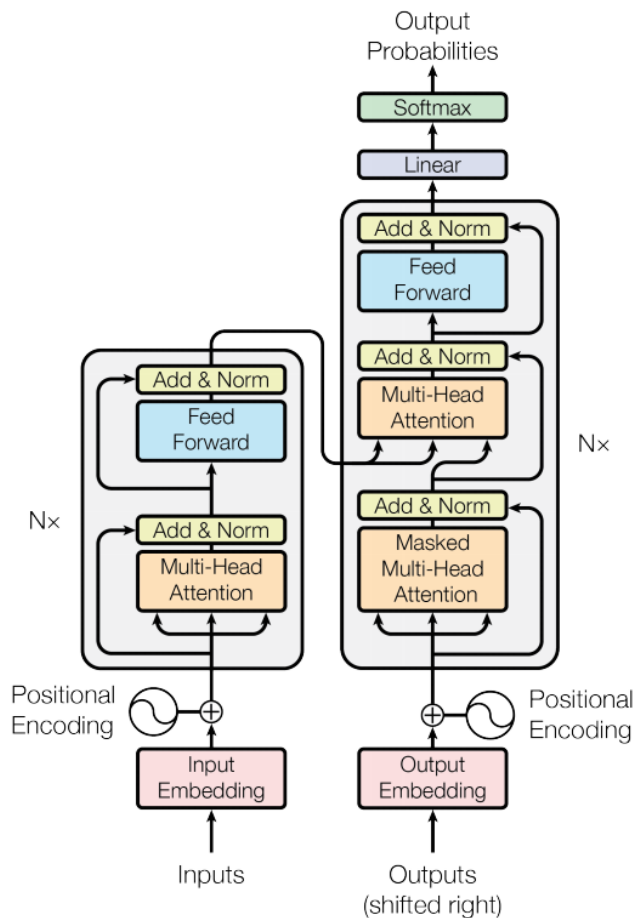 Output
Probabilities
Softmax
Linear
Add & Norm
Feed
Forward
Add & Norm
Multi-Head
Attention
Add & Norm
Masked
Multi-Head
Attention
Nx
Add & Norm
Feed
Forward
Add & Norm
Multi-Head
Attention
Nx
Positional
Encoding
Positional
Encoding
Input
Embedding
Output
Embedding
Inputs
Outputs
(shifted right)